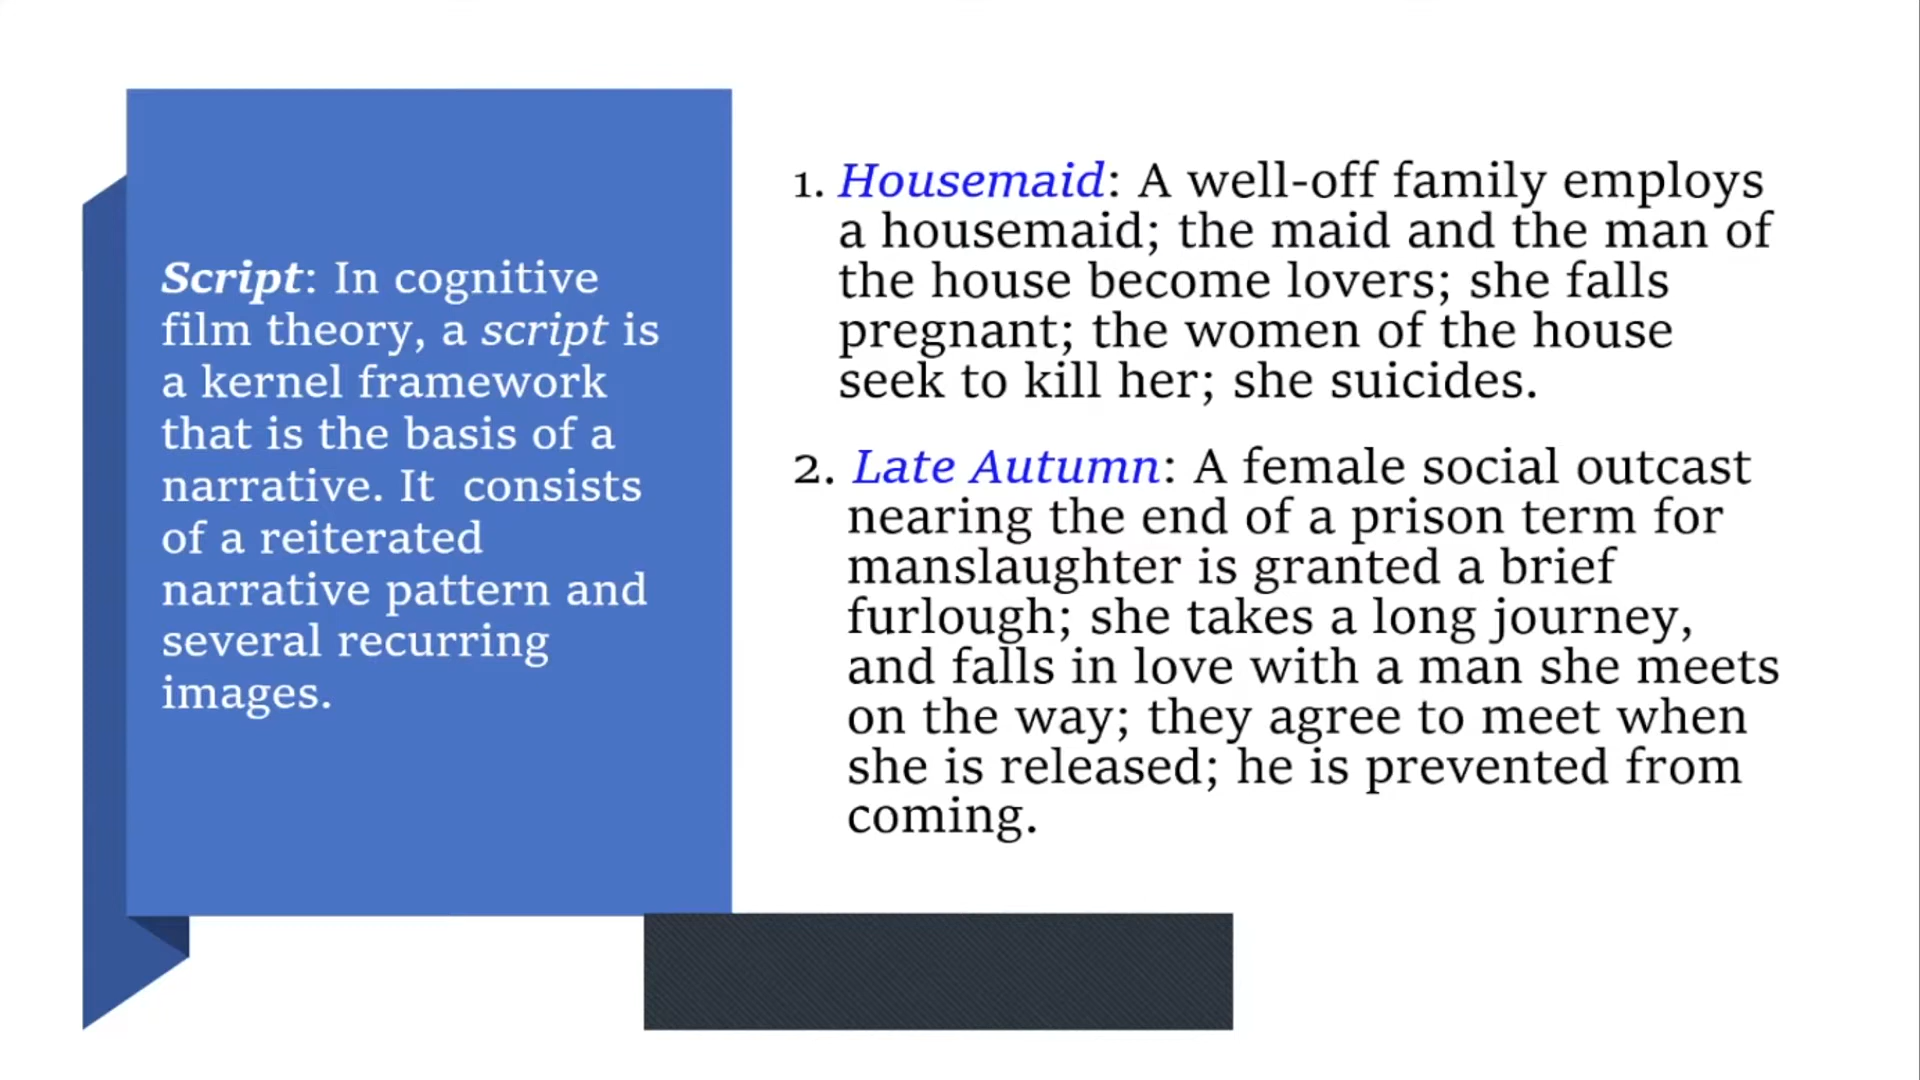 Script: In cognitive
film theory, a script is
a kernel framework
that is the basis of a
narrative. It  consists
of a reiterated
narrative pattern and
several recurring
images.
1. Housemaid: A well-off family employs
a housemaid; the maid and the man of
the house become lovers; she falls
pregnant; the women of the house
seek to kill her; she suicides.
2. Late Autumn: A female social outcast
nearing the end of a prison term for
manslaughter is granted a brief
furlough; she takes a long journey,
and falls in love with a man she meets
on the way; they agree to meet when
she is released; he is prevented from
coming.